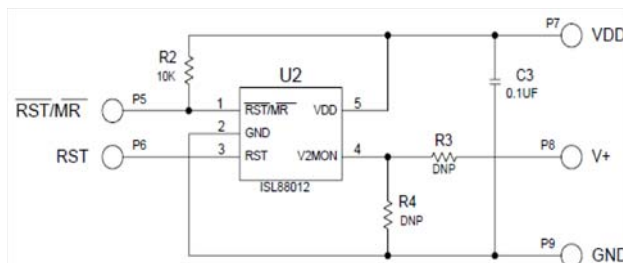 P7
VDD
R2
10K
U2
C3
0.1UF
RST/MR
P5
1
RST/MR
VDD
5
2
GND
R3
RST
P6
3
RST
V2MON
4
DNP
P8
V+
ISL88012
R4
DNP
P9
GND